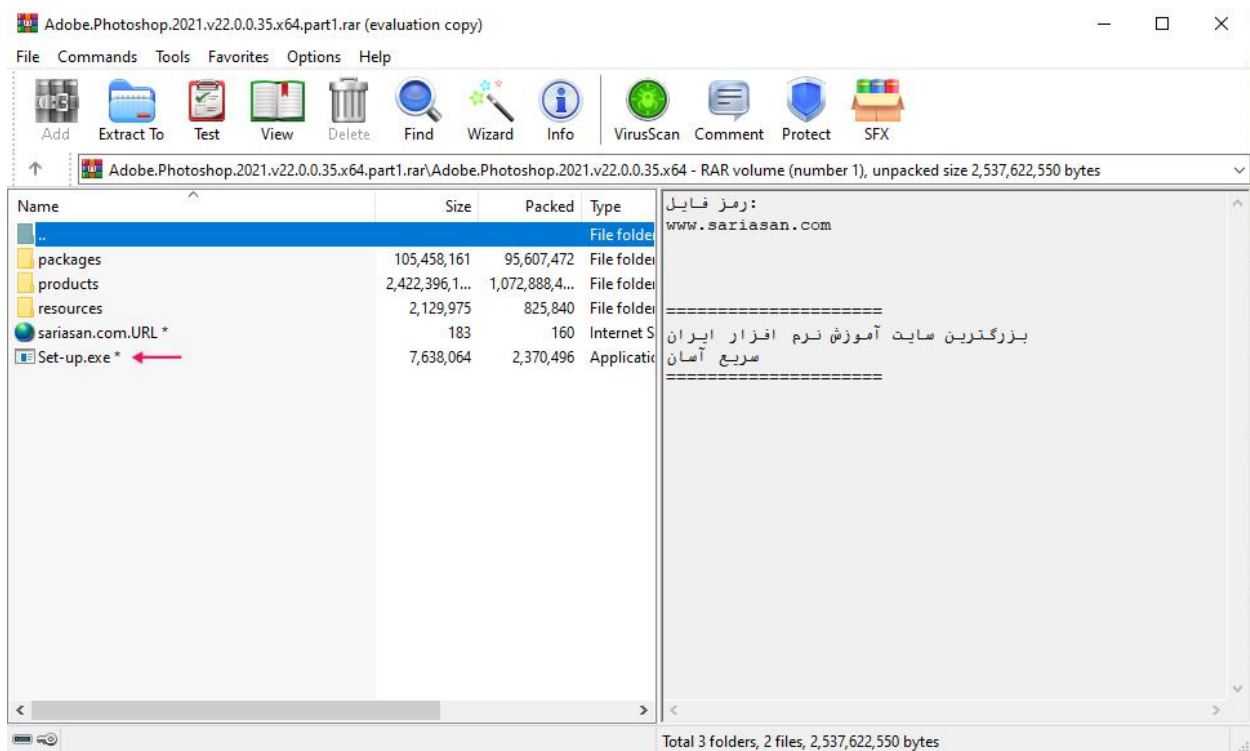 Adobe.Photoshop.2021.v22.0.0.35.x64.part1.rar (evaluation copy)
File Commands Tools Favorites Options Help
Add Extract To Test View Delete Find Wizard Info VirusScan Comment Protect SFX
Adobe.Photoshop.2021.v22.0.0.35.x64.part1.rar\Adobe.Photoshop.2021.v22.0.0.35.x64 - RAR volume (number 1), unpacked size 2,537,622,550 bytes
Name Size Packed Type
.. File folder
packages 105,458,161 95,607,472 File folder
products 2,422,396,1... 1,072,888,4... File folder
resources 2,129,975 825,840 File folder
sariasan.com.URL * 183 160 Internet S
Set-up.exe * 7,638,064 2,370,496 Applicatic
رمز فایل:
www.sariasan.com
=====================
بزرگترین سایت آموزش نرم افزار ایران
سریع آسان
=====================
Total 3 folders, 2 files, 2,537,622,550 bytes